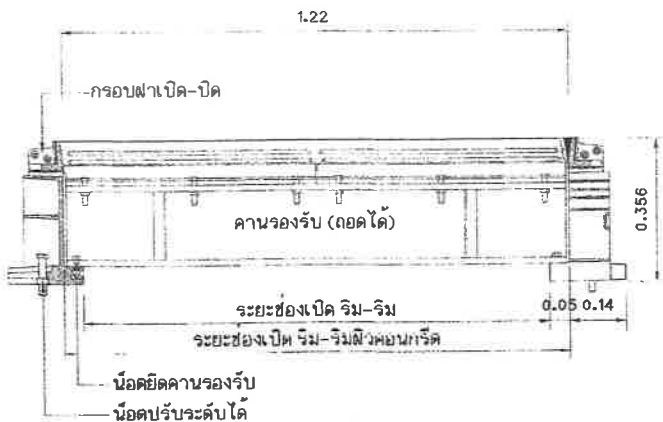 1.22
กรอบฝาเปิด-ปิด
คานรองรับ (ถอดได้)
0.356
ระยะช่องเปิด ริม-ริม
0.05 0.14
ระยะช่องเปิด ริม-ริมผิวคอนกรีต
น็อตยึดคานรองรับ
น็อตปรับระดับได้